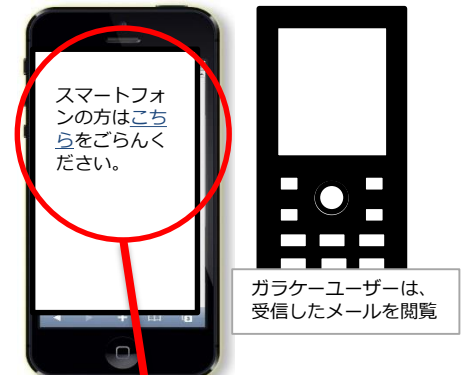 スマートフォ
ンの方はこち
らをごらんく
ださい。
ガラケーユーザーは、
受信したメールを閲覧